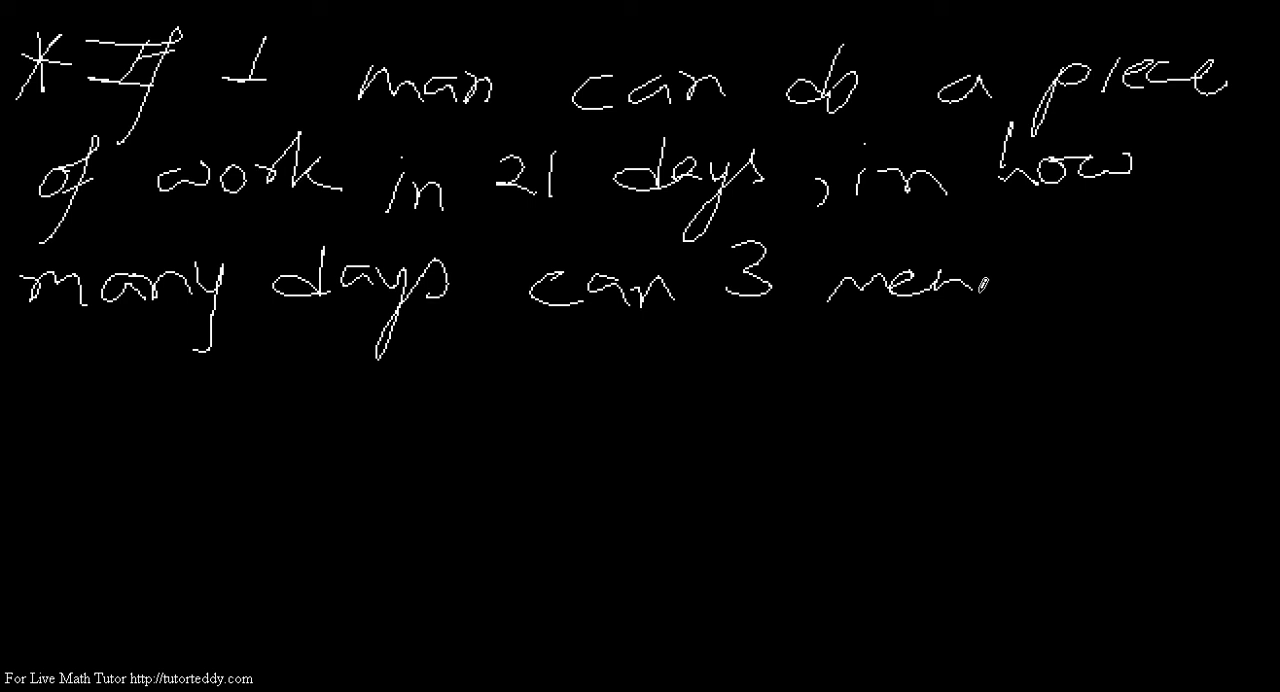 * If 1 man can do a piece
of work in 21 days, in how
many days can 3 men
For Live Math Tutor http://tutorteddy.com